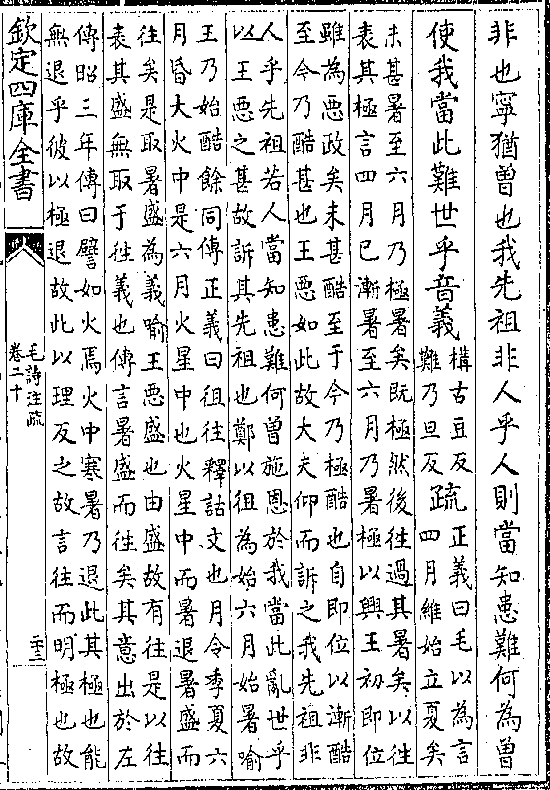 非也寧猶曾也我先祖非人乎人則當知患難何為曾
使我當此難世乎音義
構古豆反
難乃旦反
疏
正義曰毛以為言
四月維始立夏矣
未甚暑至六月乃極暑矣既極然後往過其暑矣以往
表其極言四月已漸暑至六月乃暑極以興王初即位
雖為惡政矣未甚酷至于今乃極酷也自即位以漸酷
至今乃酷甚也王惡如此故大夫仰而訴之我先祖非
人乎先祖若人當知患難何曾施恩於我當此亂世乎
以王惡之甚故訴其先祖也鄭以徂為始六月始暑喻
王乃始酷餘同傳正義曰徂往釋詁文也月令季夏六
月昏大火中是六月火星中也火星中而暑退暑盛而
往矣是取暑盛為義喻王惡盛也由盛故有往是以往
表其盛無取于往義也傳言暑盛而往矣其意出於左
傳昭三年傳曰譬如火焉火中寒暑乃退此其極也能
無退乎彼以極退故此以理反之故言往而明極也故
欽定四庫全書
毛詩注疏
卷二十
二十三